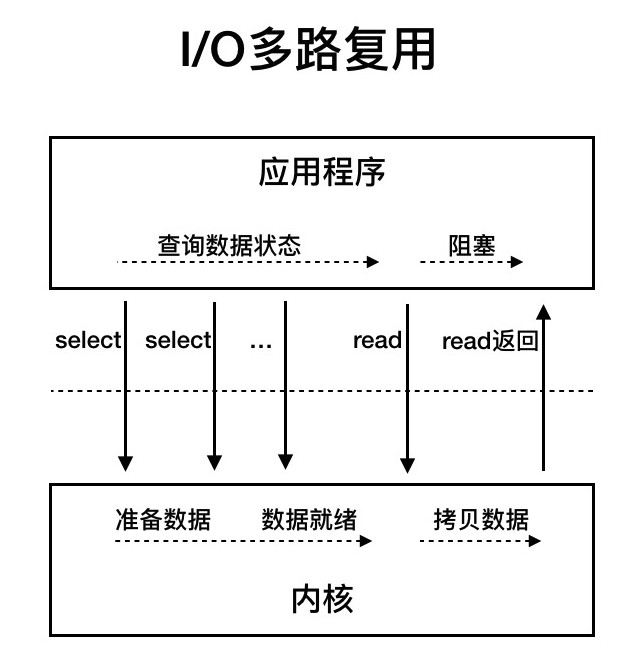 I/O多路复用
应用程序
查询数据状态 阻塞
select select ... read read返回
准备数据 数据就绪 拷贝数据
内核